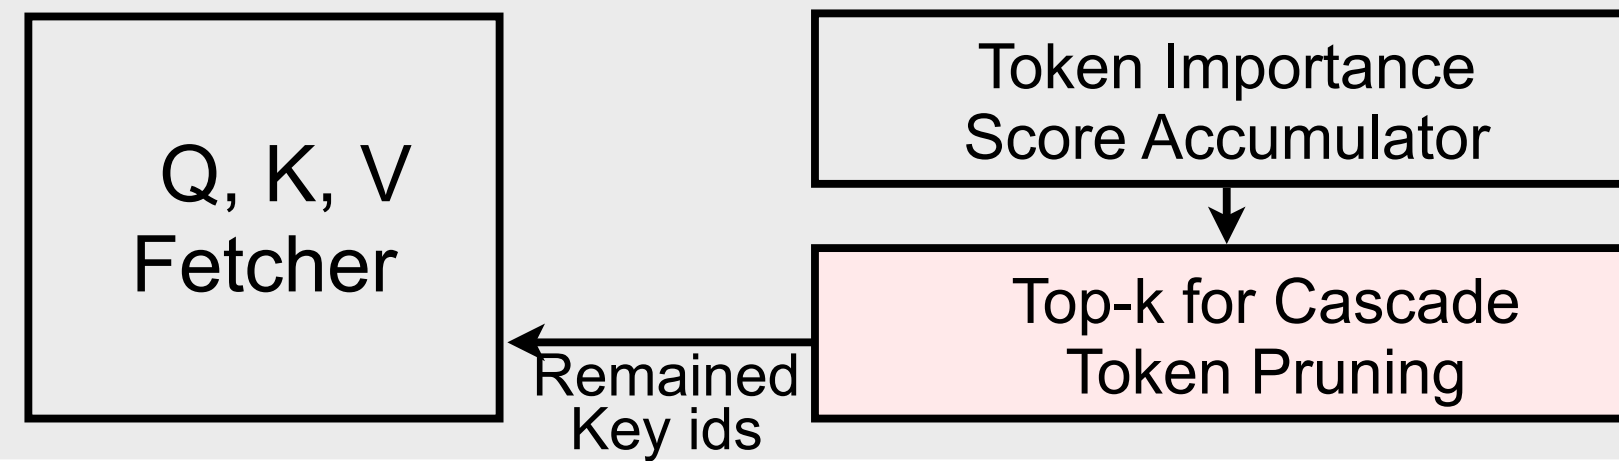 Q, K, V
Fetcher
Token Importance
Score Accumulator
Top-k for Cascade
Token Pruning
Remained
Key ids